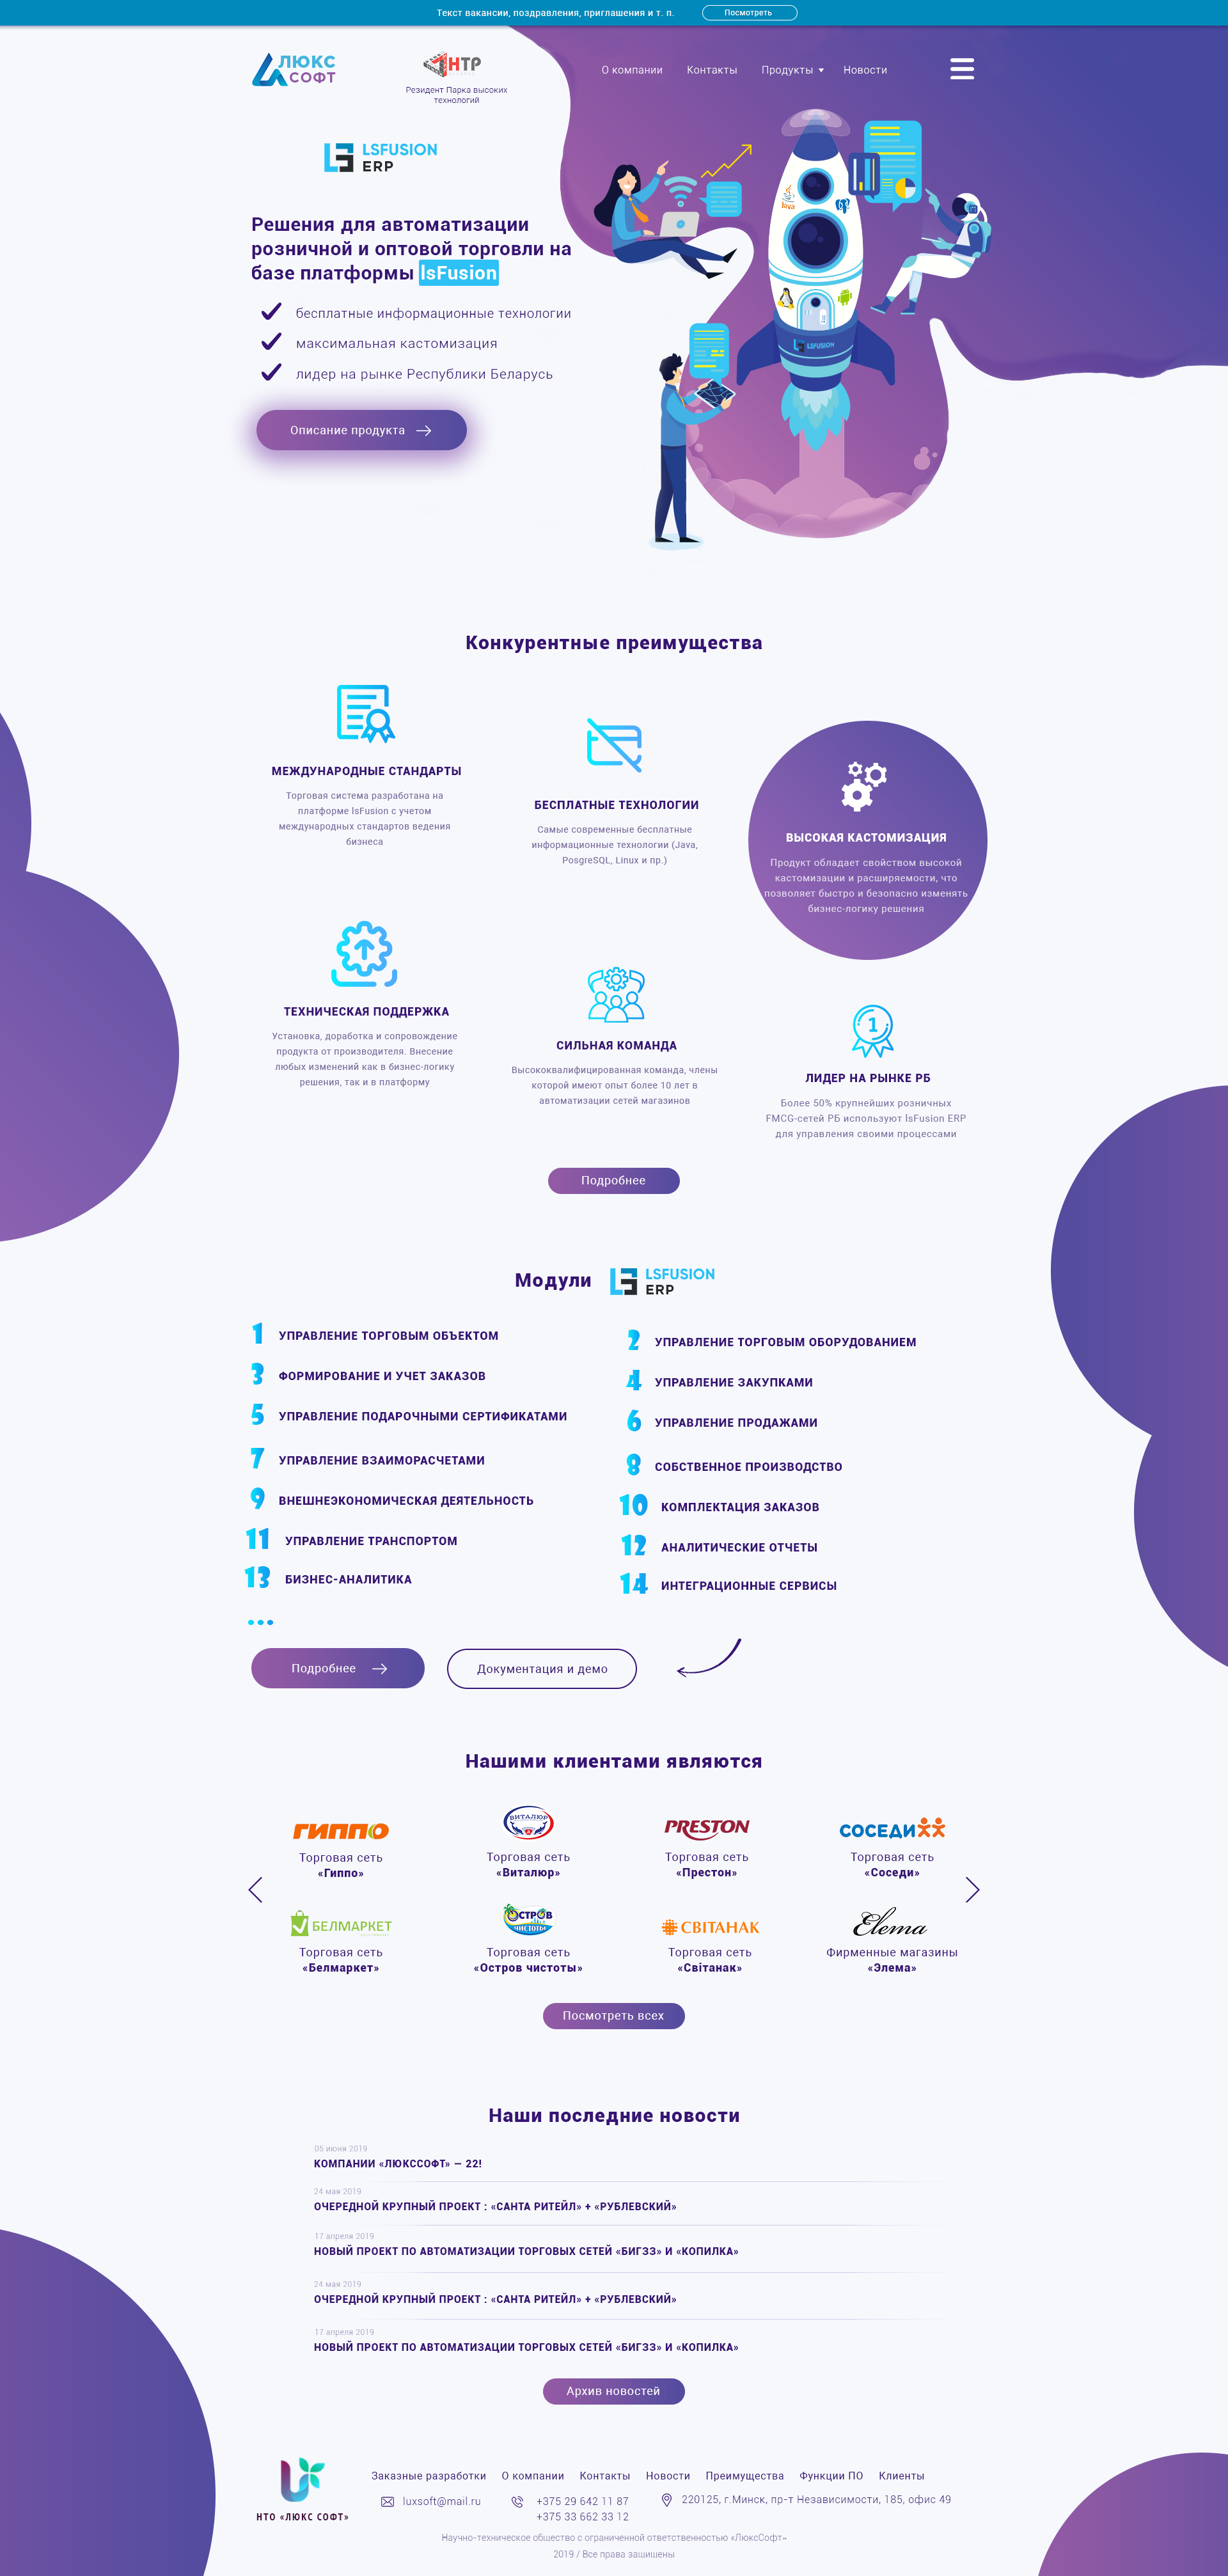 Текст вакансии, поздравления, приглашения и т. п.
Посмотреть
ЛЮКС
СОФТ
НТР
Резидент Парка высоких
технологий
О компании Контакты Продукты Новости
LSFUSION
ERP
Решения для автоматизации
розничной и оптовой торговли на
базе платформы lsFusion
бесплатные информационные технологии
максимальная кастомизация
лидер на рынке Республики Беларусь
Описание продукта
Java
LSFUSION
Конкурентные преимущества
МЕЖДУНАРОДНЫЕ СТАНДАРТЫ
Торговая система разработана на
платформе lsFusion с учетом
международных стандартов ведения
бизнеса
БЕСПЛАТНЫЕ ТЕХНОЛОГИИ
Самые современные бесплатные
информационные технологии (Java,
PosgreSQL, Linux и пр.)
ВЫСОКАЯ КАСТОМИЗАЦИЯ
Продукт обладает свойством высокой
кастомизации и расширяемости, что
позволяет быстро и безопасно изменять
бизнес-логику решения
ТЕХНИЧЕСКАЯ ПОДДЕРЖКА
Установка, доработка и сопровождение
продукта от производителя. Внесение
любых изменений как в бизнес-логику
решения, так и в платформу
СИЛЬНАЯ КОМАНДА
Высококвалифицированная команда, члены
которой имеют опыт более 10 лет в
автоматизации сетей магазинов
1
ЛИДЕР НА РЫНКЕ РБ
Более 50% крупнейших розничных
FMCG-сетей РБ используют lsFusion ERP
для управления своими процессами
Подробнее
Модули
LSFUSION
ERP
1 УПРАВЛЕНИЕ ТОРГОВЫМ ОБЪЕКТОМ
2 УПРАВЛЕНИЕ ТОРГОВЫМ ОБОРУДОВАНИЕМ
3 ФОРМИРОВАНИЕ И УЧЕТ ЗАКАЗОВ
4 УПРАВЛЕНИЕ ЗАКУПКАМИ
5 УПРАВЛЕНИЕ ПОДАРОЧНЫМИ СЕРТИФИКАТАМИ
6 УПРАВЛЕНИЕ ПРОДАЖАМИ
7 УПРАВЛЕНИЕ ВЗАИМОРАСЧЕТАМИ
8 СОБСТВЕННОЕ ПРОИЗВОДСТВО
9 ВНЕШНЕЭКОНОМИЧЕСКАЯ ДЕЯТЕЛЬНОСТЬ
10 КОМПЛЕКТАЦИЯ ЗАКАЗОВ
11 УПРАВЛЕНИЕ ТРАНСПОРТОМ
12 АНАЛИТИЧЕСКИЕ ОТЧЕТЫ
13 БИЗНЕС-АНАЛИТИКА
14 ИНТЕГРАЦИОННЫЕ СЕРВИСЫ
...
Подробнее
Документация и демо
Нашими клиентами являются
ГИППО
Торговая сеть
«Гиппо»
ВИТАЛЮР
Торговая сеть
«Виталюр»
PRESTON
Торговая сеть
«Престон»
СОСЕДИ
Торговая сеть
«Соседи»
БЕЛМАРКЕТ
Торговая сеть
«Белмаркет»
ОСТРОВ
ЧИСТОТЫ
Торговая сеть
«Остров чистоты»
СВІТАНАК
Торговая сеть
«Світанак»
Elema
Фирменные магазины
«Элема»
Посмотреть всех
Наши последние новости
05 июня 2019
КОМПАНИИ «ЛЮКССОФТ» – 22!
24 мая 2019
ОЧЕРЕДНОЙ КРУПНЫЙ ПРОЕКТ : «САНТА РИТЕЙЛ» + «РУБЛЕВСКИЙ»
17 апреля 2019
НОВЫЙ ПРОЕКТ ПО АВТОМАТИЗАЦИИ ТОРГОВЫХ СЕТЕЙ «БИГЗЗ» И «КОПИЛКА»
24 мая 2019
ОЧЕРЕДНОЙ КРУПНЫЙ ПРОЕКТ : «САНТА РИТЕЙЛ» + «РУБЛЕВСКИЙ»
17 апреля 2019
НОВЫЙ ПРОЕКТ ПО АВТОМАТИЗАЦИИ ТОРГОВЫХ СЕТЕЙ «БИГЗЗ» И «КОПИЛКА»
Архив новостей
НТО «ЛЮКС СОФТ»
Заказные разработки О компании Контакты Новости Преимущества Функции ПО Клиенты
luxsoft@mail.ru
+375 29 642 11 87
+375 33 662 33 12
220125, г.Минск, пр-т Независимости, 185, офис 49
Научно-техническое общество с ограниченной ответственностью «ЛюксСофт»
2019 / Все права защищены